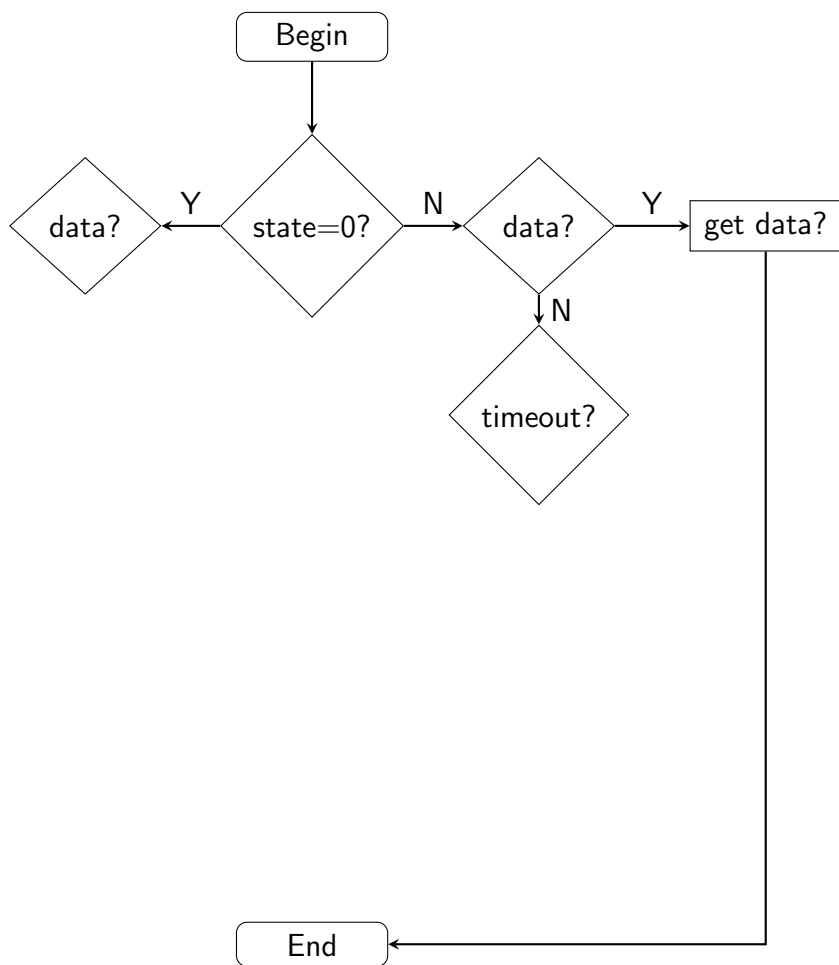 Begin
data?
Y
state=0?
N
data?
Y
get data?
N
timeout?
End